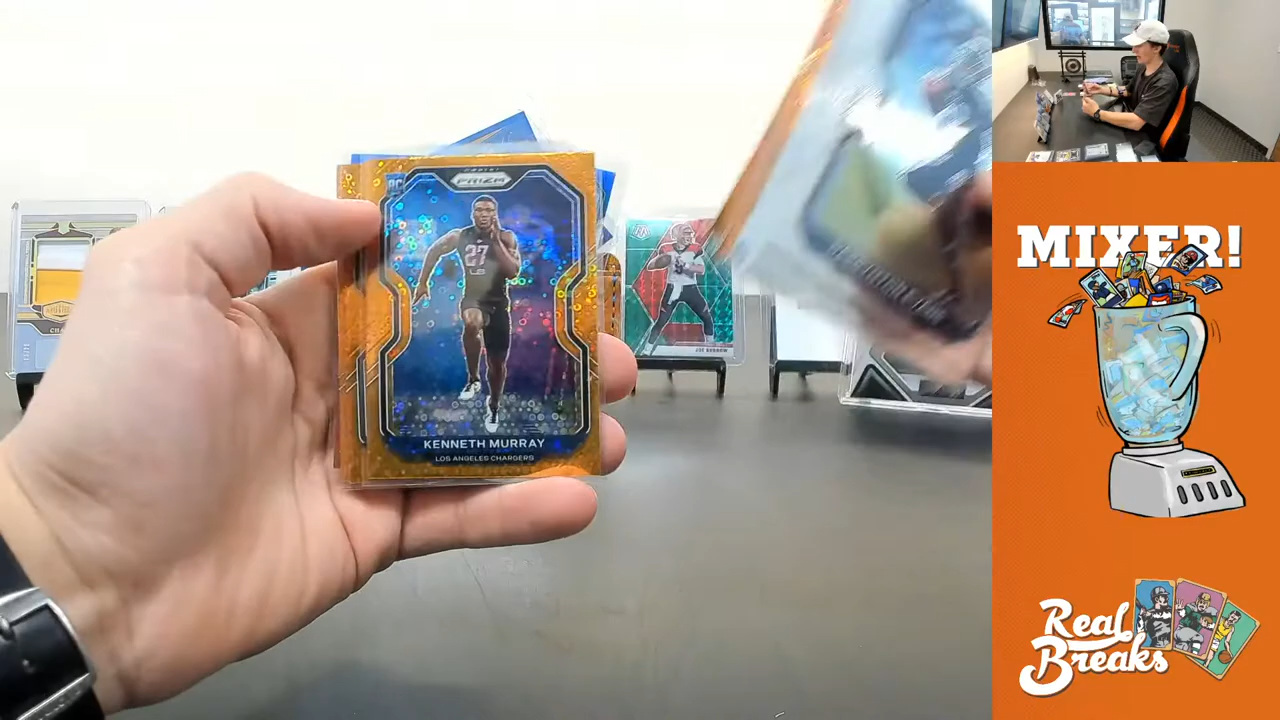 RC
PRIZM
27
KENNETH MURRAY
LOS ANGELES CHARGERS
JOE BURROW
MIXER!
Real
Breaks